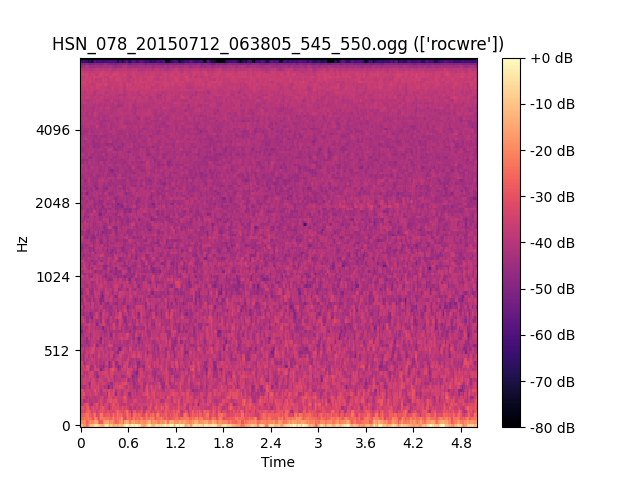 HSN_078_20150712_063805_545_550.ogg (['rocwre'])
+0 dB
-10 dB
-20 dB
-30 dB
-40 dB
-50 dB
-60 dB
-70 dB
-80 dB
4096
2048
1024
512
0
Hz
0 0.6 1.2 1.8 2.4 3 3.6 4.2 4.8
Time